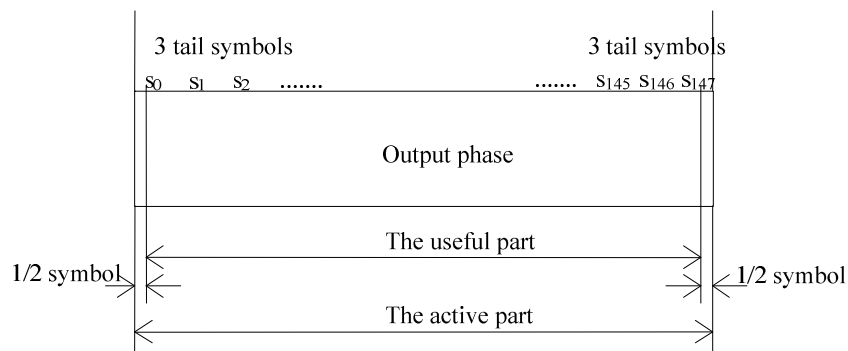 3 tail symbols 3 tail symbols
s₀ s₁ s₂ ....... ....... s₁₄₅ s₁₄₆ s₁₄₇
Output phase
The useful part
1/2 symbol 1/2 symbol
The active part